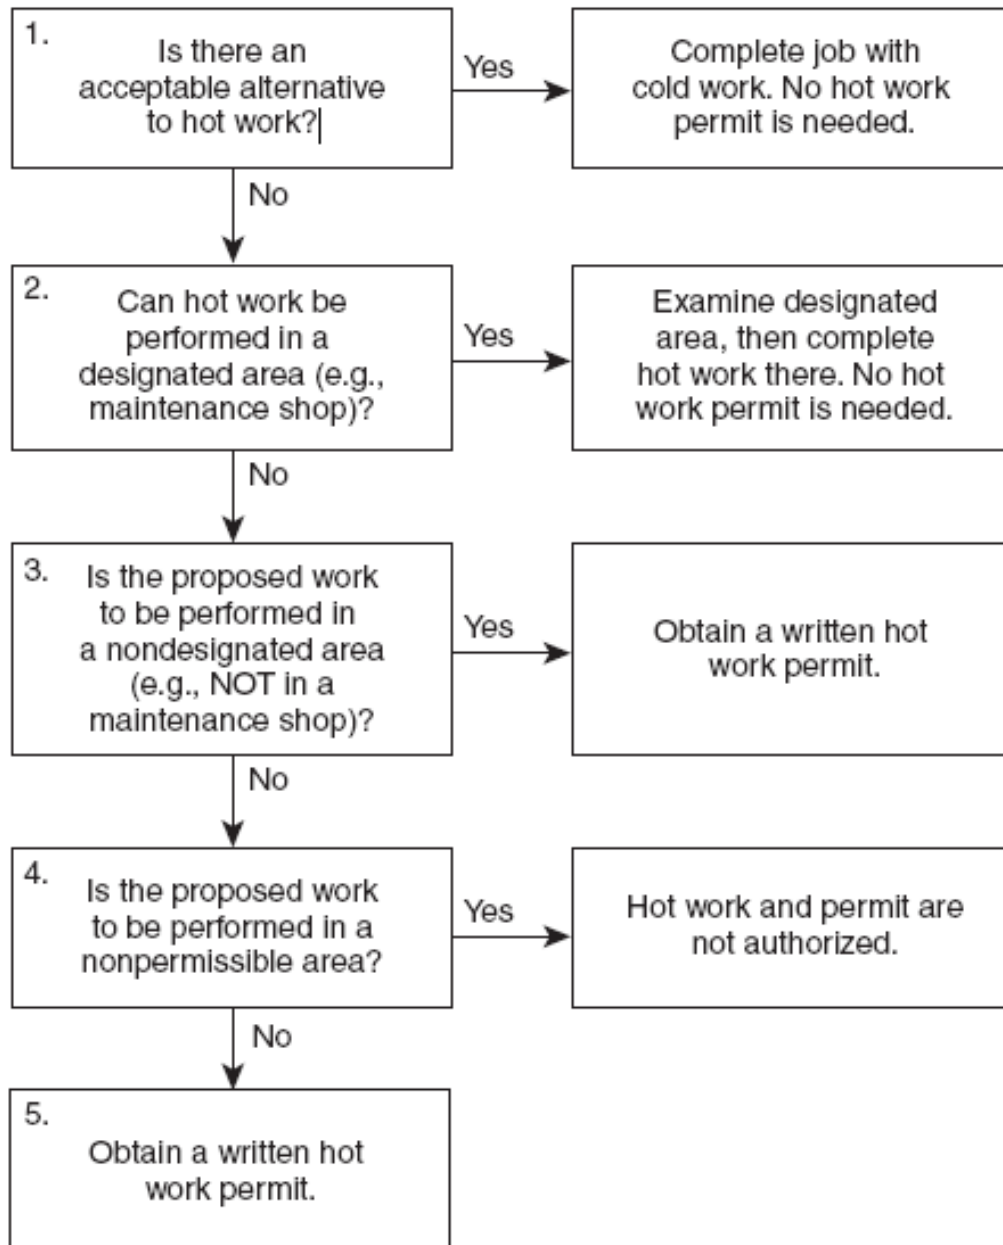 1.
Is there an
acceptable alternative
to hot work?
Yes
Complete job with
cold work. No hot work
permit is needed.
No
2.
Can hot work be
performed in a
designated area (e.g.,
maintenance shop)?
Yes
Examine designated
area, then complete
hot work there. No hot
work permit is needed.
No
3.
Is the proposed work
to be performed in
a nondesignated area
(e.g., NOT in a
maintenance shop)?
Yes
Obtain a written hot
work permit.
No
4.
Is the proposed work
to be performed in a
nonpermissible area?
Yes
Hot work and permit are
not authorized.
No
5.
Obtain a written hot
work permit.